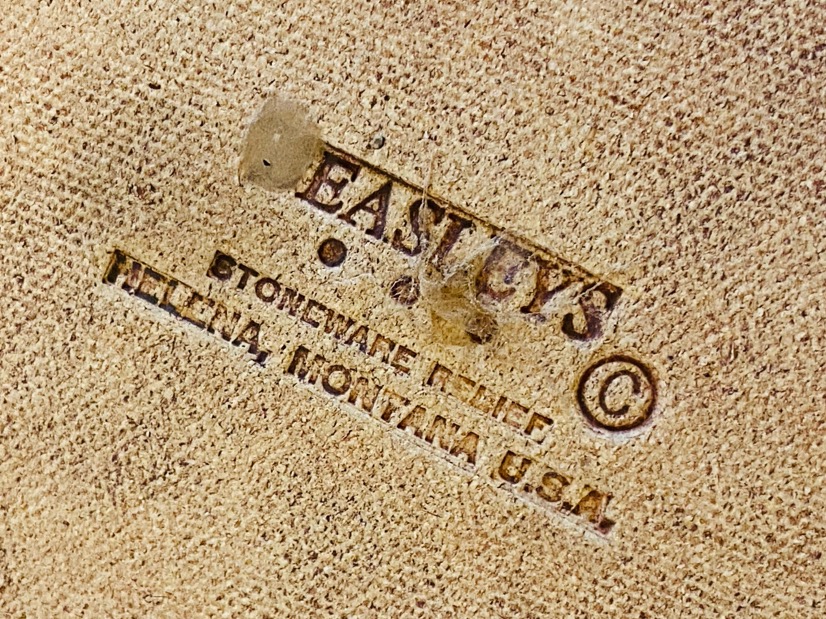 EASLEYS ©
STONEWARE RELIEF
HELENA, MONTANA U.S.A.